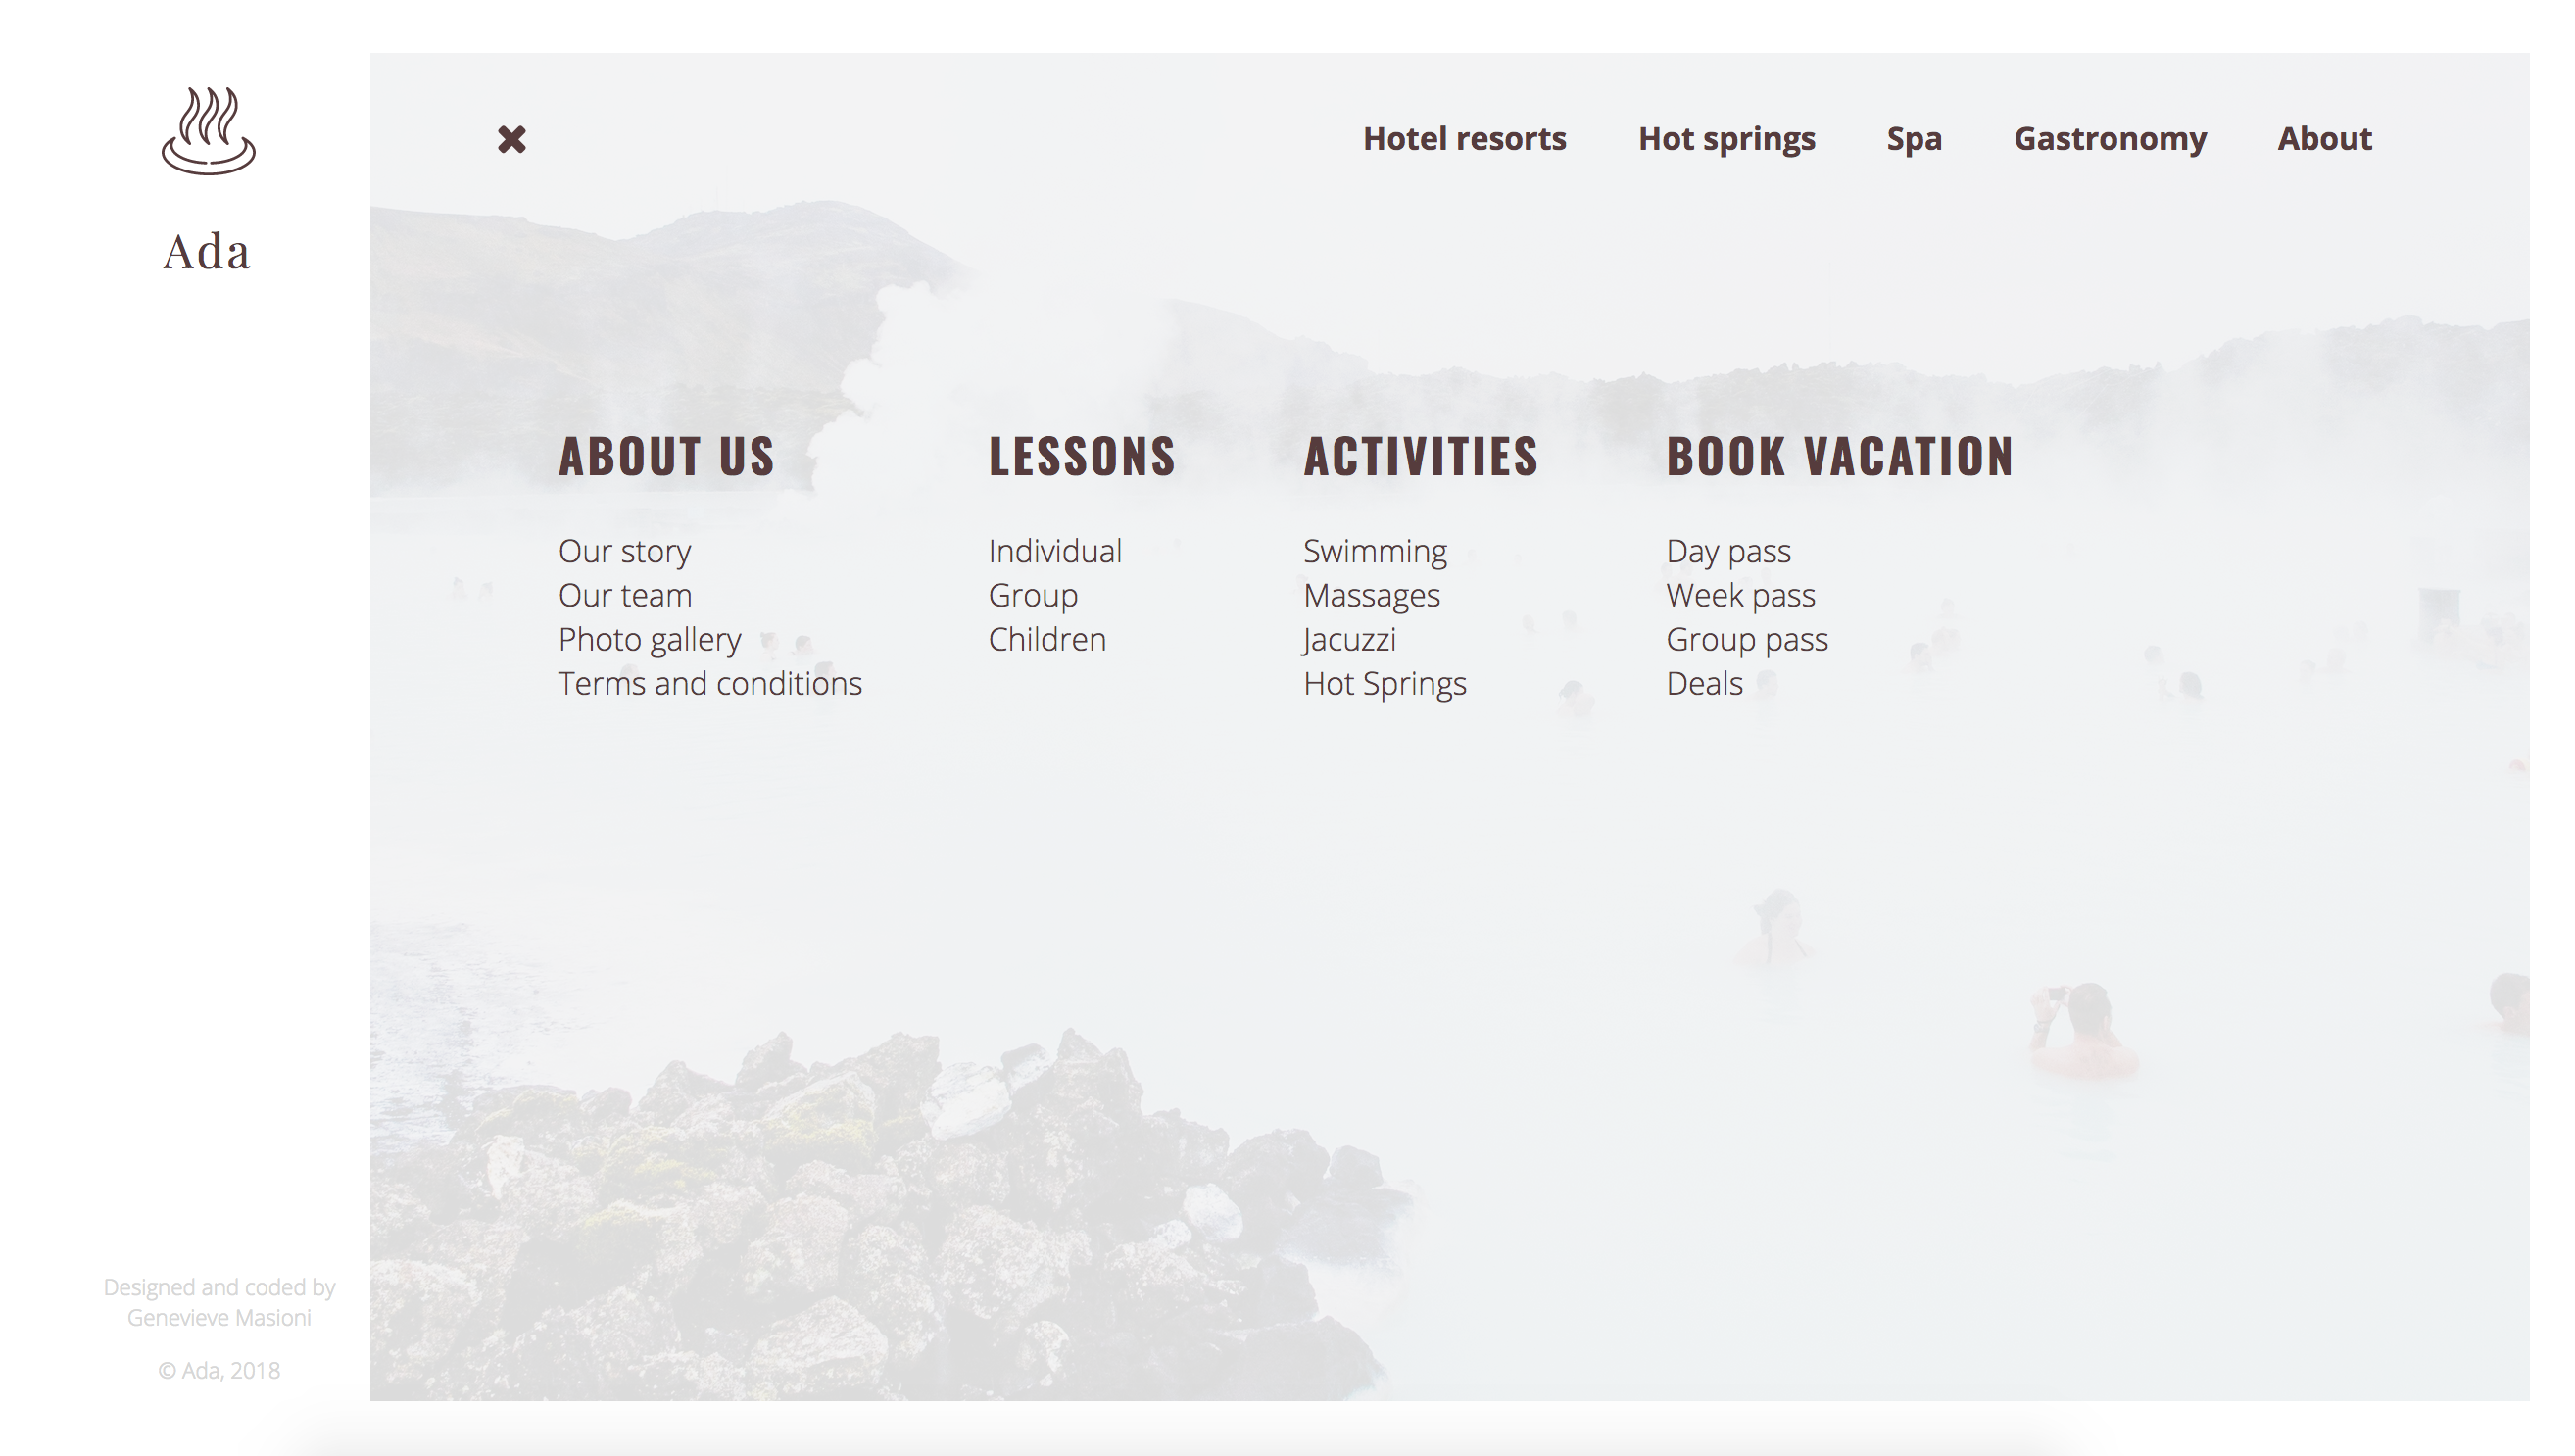 Ada
Hotel resorts
Hot springs
Spa
Gastronomy
About
ABOUT US
Our story
Our team
Photo gallery
Terms and conditions
LESSONS
Individual
Group
Children
ACTIVITIES
Swimming
Massages
Jacuzzi
Hot Springs
BOOK VACATION
Day pass
Week pass
Group pass
Deals
Designed and coded by
Genevieve Masioni
© Ada, 2018